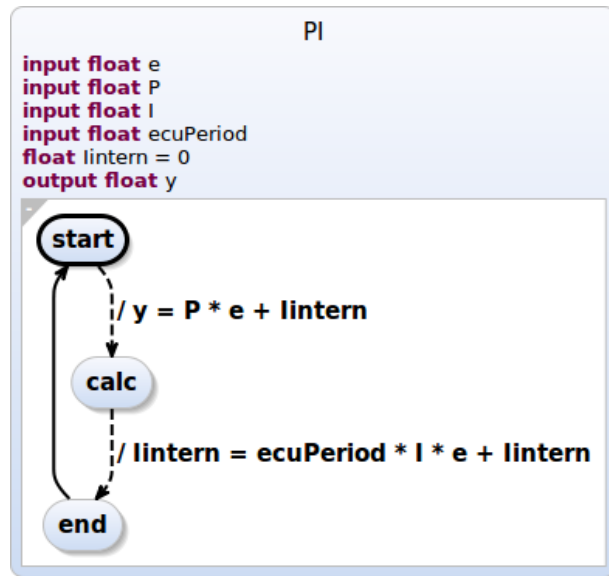 PI
input float e
input float P
input float I
input float ecuPeriod
float Iintern = 0
output float y
-
start
/ y = P * e + Iintern
calc
/ Iintern = ecuPeriod * I * e + Iintern
end